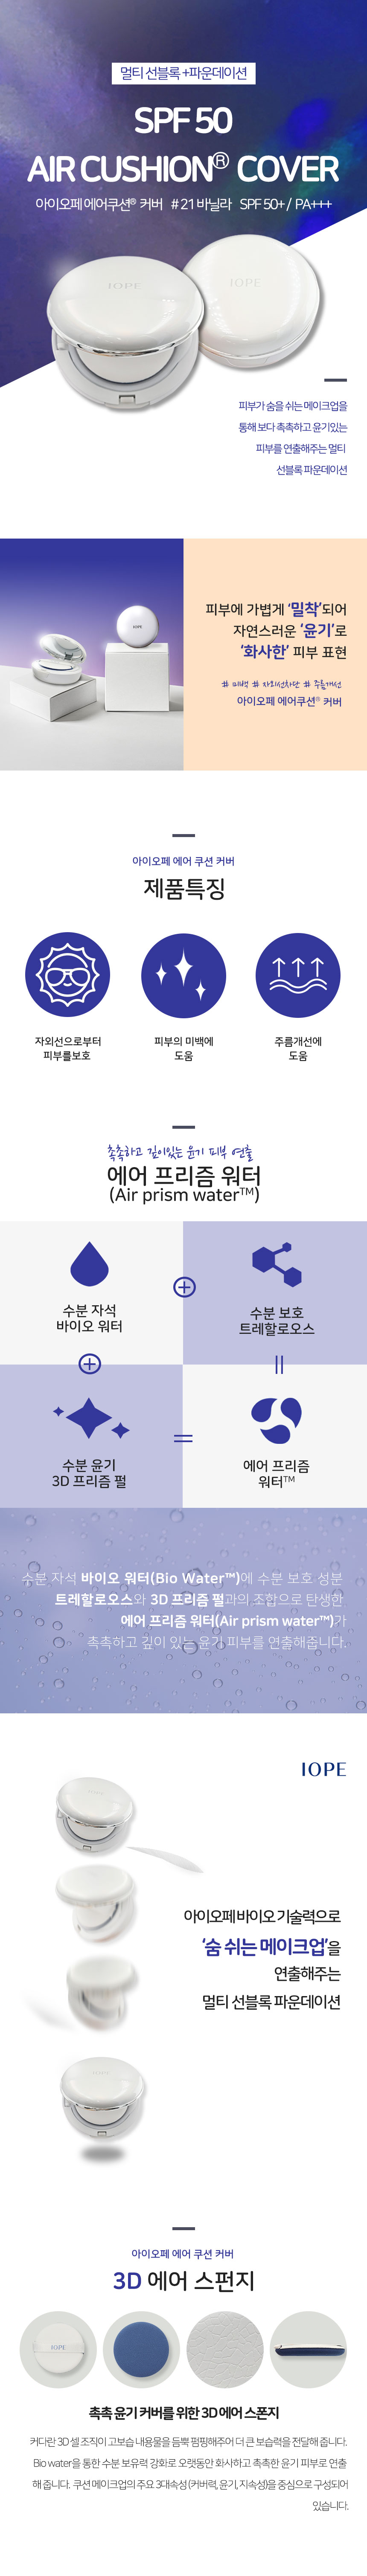 멀티 선블록 +파운데이션
SPF 50
AIR CUSHION® COVER
아이오페 에어쿠션® 커버 # 21 바닐라 SPF 50+ / PA+++
IOPE
IOPE
피부가 숨을 쉬는 메이크업을
통해 보다 촉촉하고 윤기있는
피부를 연출해주는 멀티
선블록 파운데이션
IOPE
피부에 가볍게 ‘밀착’되어
자연스러운 ‘윤기’로
‘화사한’ 피부 표현
# 미백 # 자외선차단 # 주름개선
아이오페 에어쿠션® 커버
아이오페 에어 쿠션 커버
제품특징
자외선으로부터
피부를보호
피부의 미백에
도움
주름개선에
도움
촉촉하고 깊이있는 윤기 피부 연출
에어 프리즘 워터
(Air prism water™)
수분 자석
바이오 워터
수분 보호
트레할로오스
수분 윤기
3D 프리즘 펄
에어 프리즘
워터™
수분 자석 바이오 워터(Bio Water™)에 수분 보호 성분
트레할로오스와 3D 프리즘 펄과의 조합으로 탄생한
에어 프리즘 워터(Air prism water™)가
촉촉하고 깊이 있는 윤기 피부를 연출해줍니다.
IOPE
IOPE
아이오페 바이오 기술력으로
‘숨 쉬는 메이크업’을
연출해주는
멀티 선블록 파운데이션
IOPE
아이오페 에어 쿠션 커버
3D 에어 스펀지
IOPE
촉촉 윤기 커버를 위한 3D 에어 스폰지
커다란 3D 셀 조직이 고보습 내용물을 듬뿍 펌핑해주어 더 큰 보습력을 전달해 줍니다.
Bio water을 통한 수분 보유력 강화로 오랫동안 화사하고 촉촉한 윤기 피부로 연출
해 줍니다. 쿠션 메이크업의 주요 3대속성 (커버력, 윤기, 지속성)을 중심으로 구성되어
있습니다.